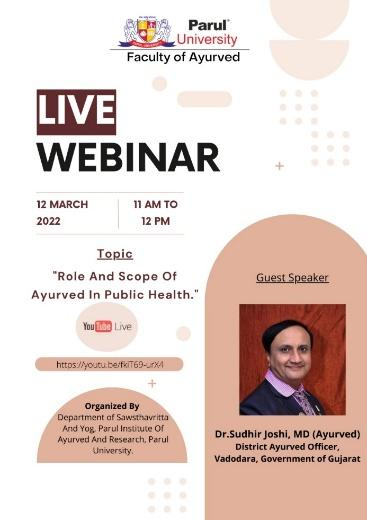 Parul®
University
Faculty of Ayurved
LIVE
WEBINAR
12 MARCH
2022
11 AM TO
12 PM
Topic
"Role And Scope Of
Ayurved In Public Health."
YouTube Live
https://youtu.be/fkiT69-urX4
Organized By
Department of Sawsthavritta
And Yog, Parul Institute Of
Ayurved And Research, Parul
University.
Guest Speaker
Dr.Sudhir Joshi, MD (Ayurved)
District Ayurved Officer,
Vadodara, Government of Gujarat